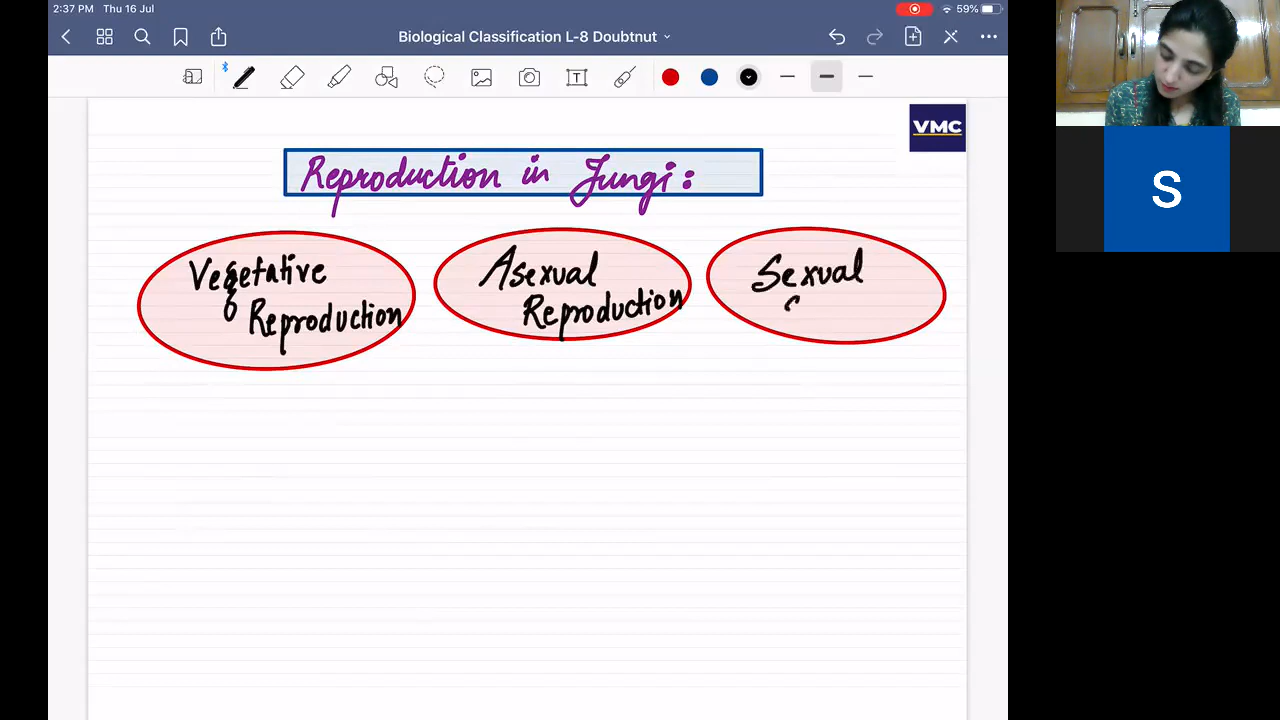 2:37 PM Thu 16 Jul
59%
Biological Classification L-8 Doubtnut
T
VMC
S
Reproduction in Fungi:
Vegetative
Reproduction
Asexual
Reproduction
Sexual